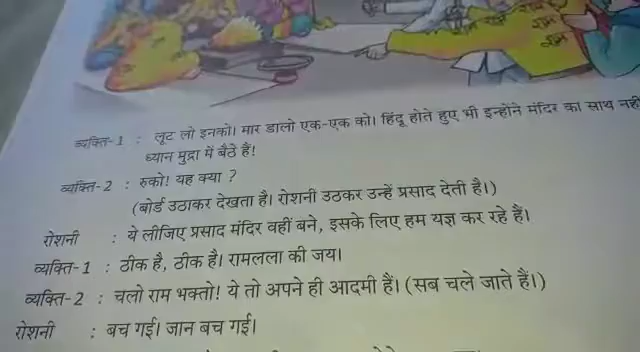 व्यक्ति-1 : लूट लो इनको। मार डालो एक-एक को। हिंदू होते हुए भी इन्होंने मंदिर का साथ नहीं
ध्यान मुद्रा में बैठे हैं!
व्यक्ति-2 : रुको! यह क्या ?
(बोर्ड उठाकर देखता है। रोशनी उठकर उन्हें प्रसाद देती है।)
रोशनी : ये लीजिए प्रसाद मंदिर वहीं बने, इसके लिए हम यज्ञ कर रहे हैं।
व्यक्ति-1 : ठीक है, ठीक है। रामलला की जय।
व्यक्ति-2 : चलो राम भक्तो! ये तो अपने ही आदमी हैं। (सब चले जाते हैं।)
रोशनी : बच गई। जान बच गई।